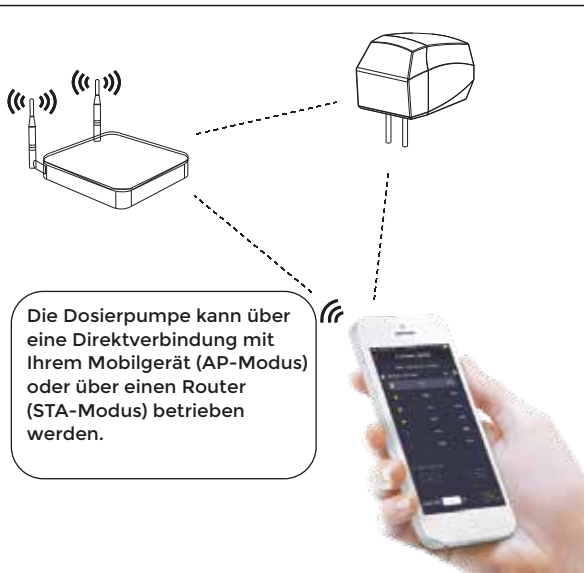 Die Dosierpumpe kann über
eine Direktverbindung mit
Ihrem Mobilgerät (AP-Modus)
oder über einen Router
(STA-Modus) betrieben
werden.